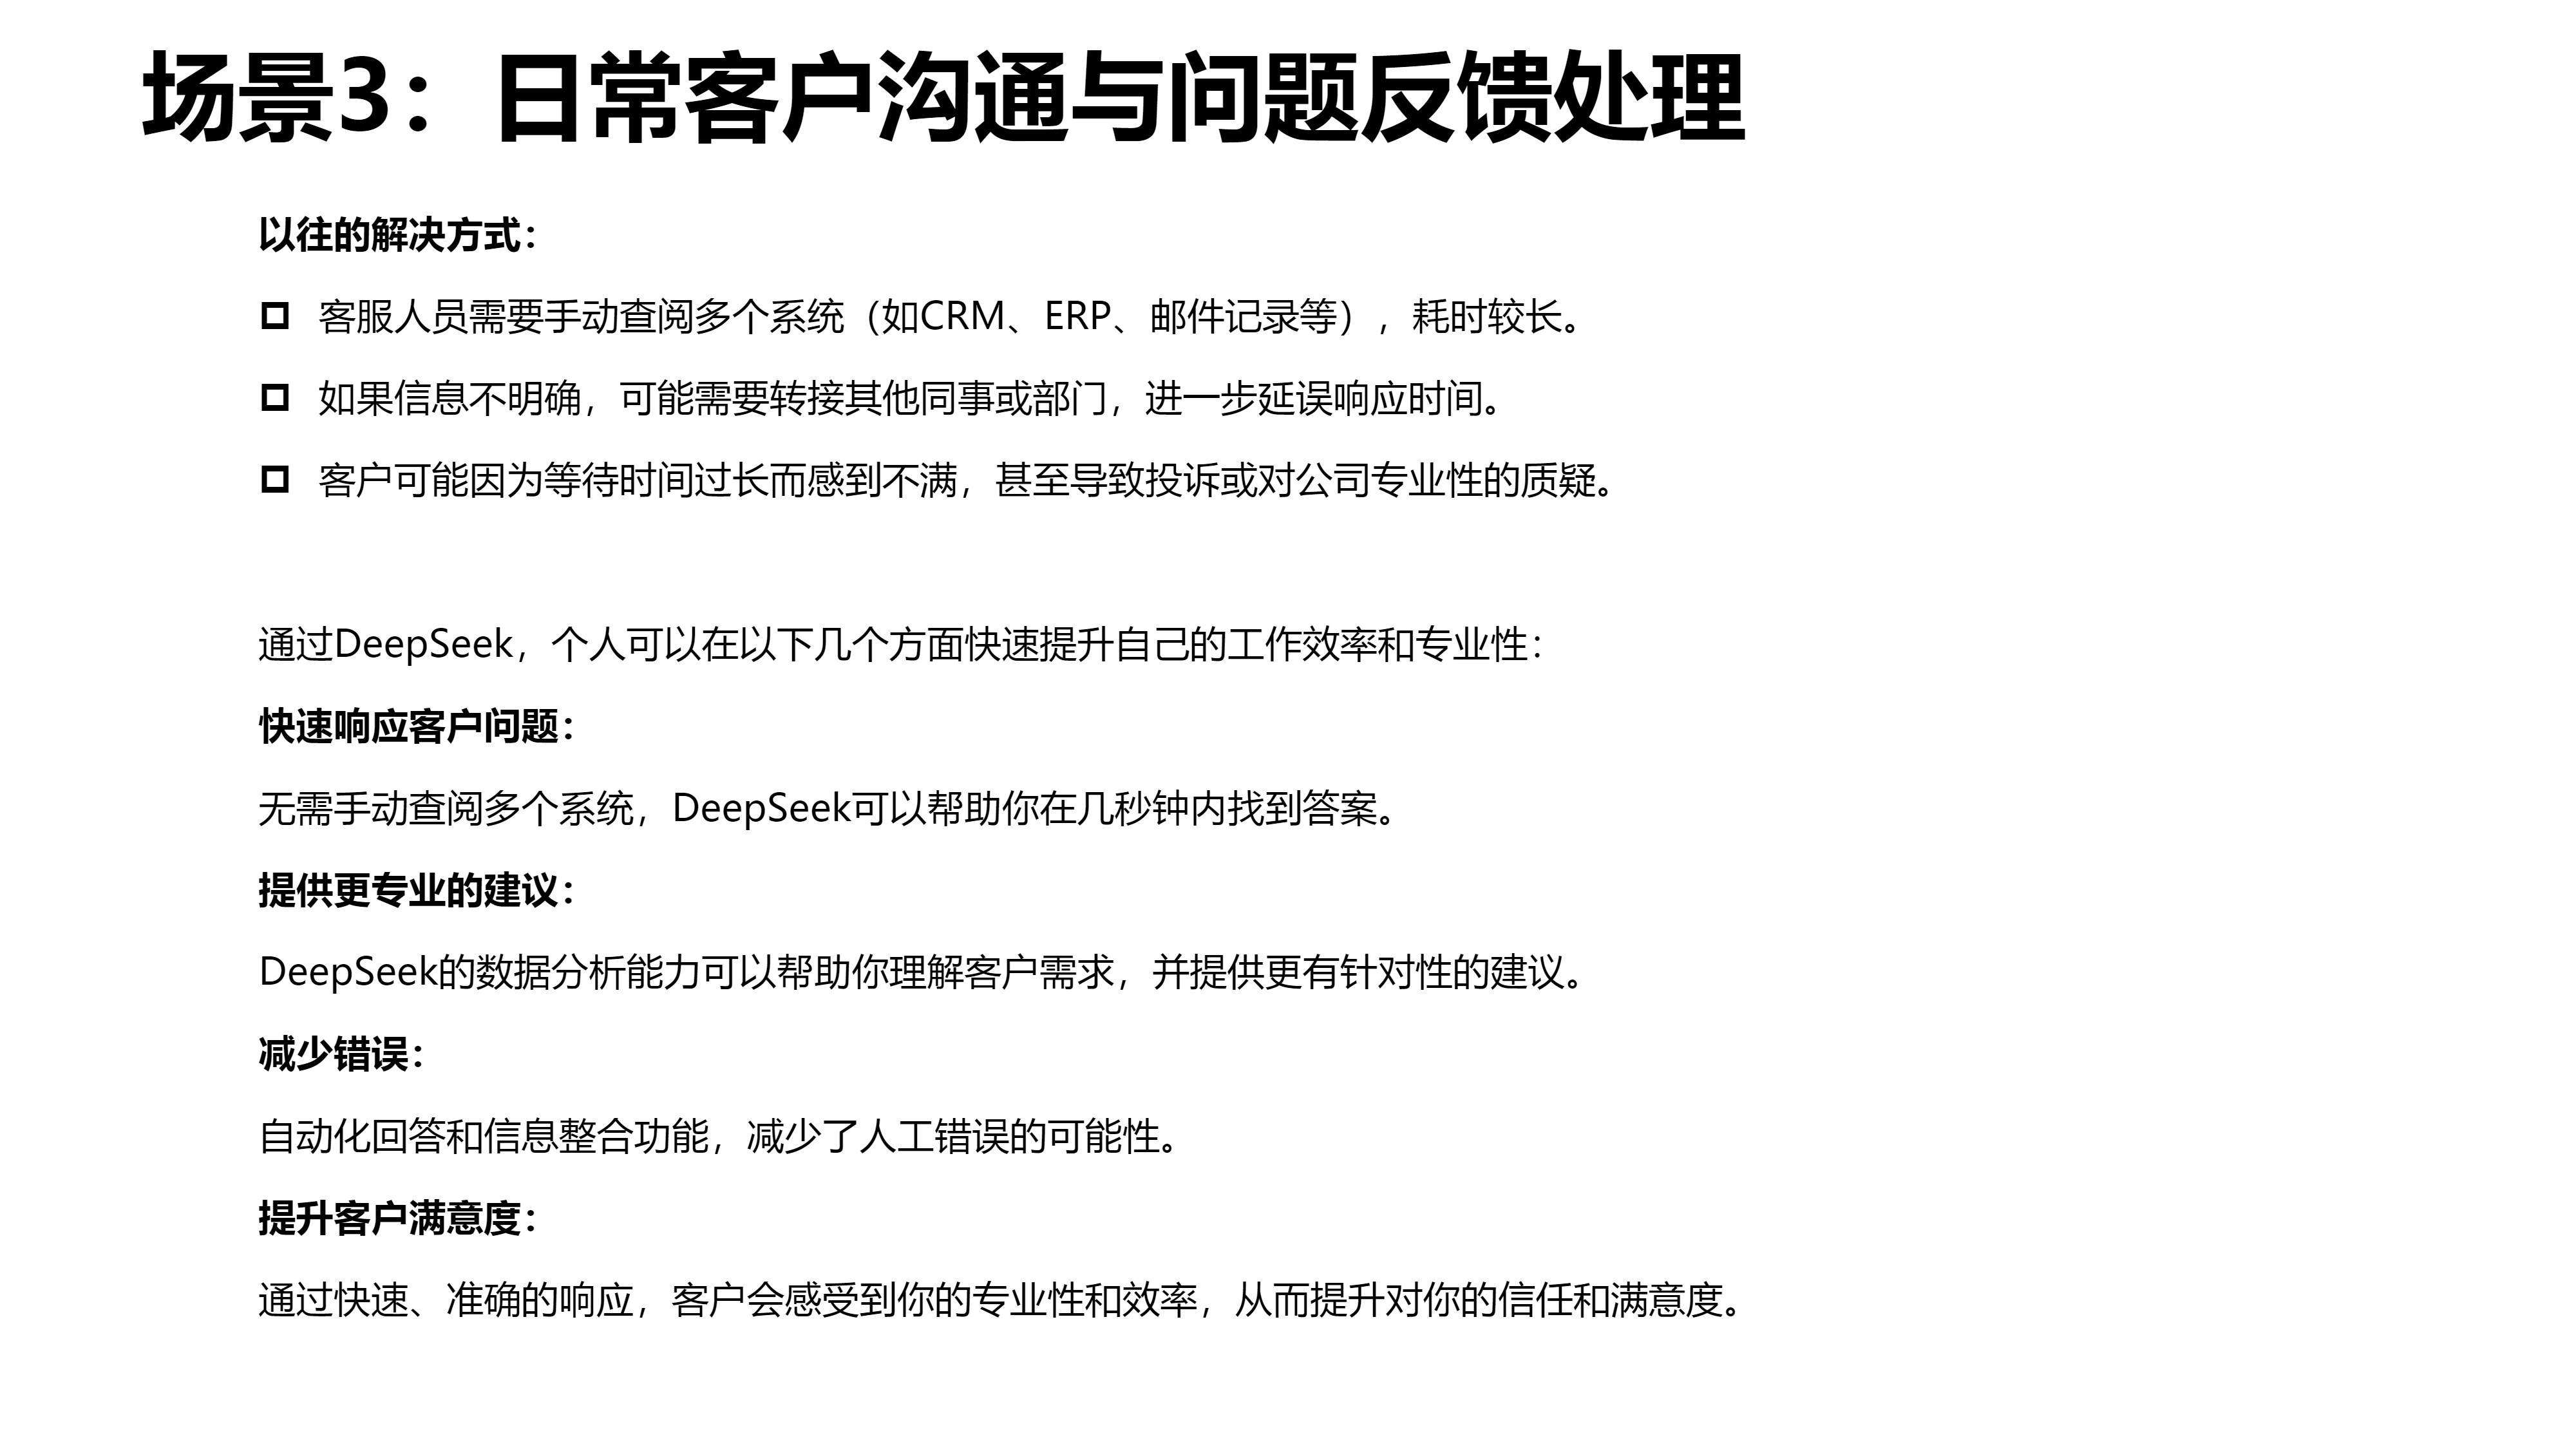 场景3：日常客户沟通与问题反馈处理
以往的解决方式：
客服人员需要手动查阅多个系统（如CRM、ERP、邮件记录等），耗时较长。
如果信息不明确，可能需要转接其他同事或部门，进一步延误响应时间。
客户可能因为等待时间过长而感到不满，甚至导致投诉或对公司专业性的质疑。
通过DeepSeek，个人可以在以下几个方面快速提升自己的工作效率和专业性：
快速响应客户问题：
无需手动查阅多个系统，DeepSeek可以帮助你在几秒钟内找到答案。
提供更专业的建议：
DeepSeek的数据分析能力可以帮助你理解客户需求，并提供更有针对性的建议。
减少错误：
自动化回答和信息整合功能，减少了人工错误的可能性。
提升客户满意度：
通过快速、准确的响应，客户会感受到你的专业性和效率，从而提升对你的信任和满意度。